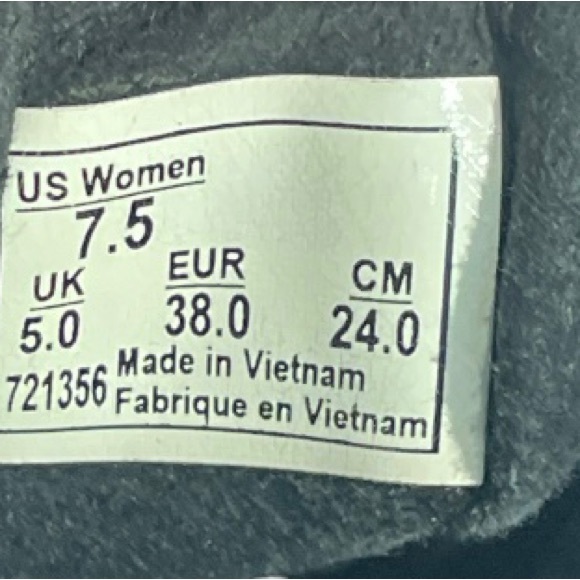 US Women
7.5
UK EUR CM
5.0 38.0 24.0
721356 Made in Vietnam
Fabrique en Vietnam